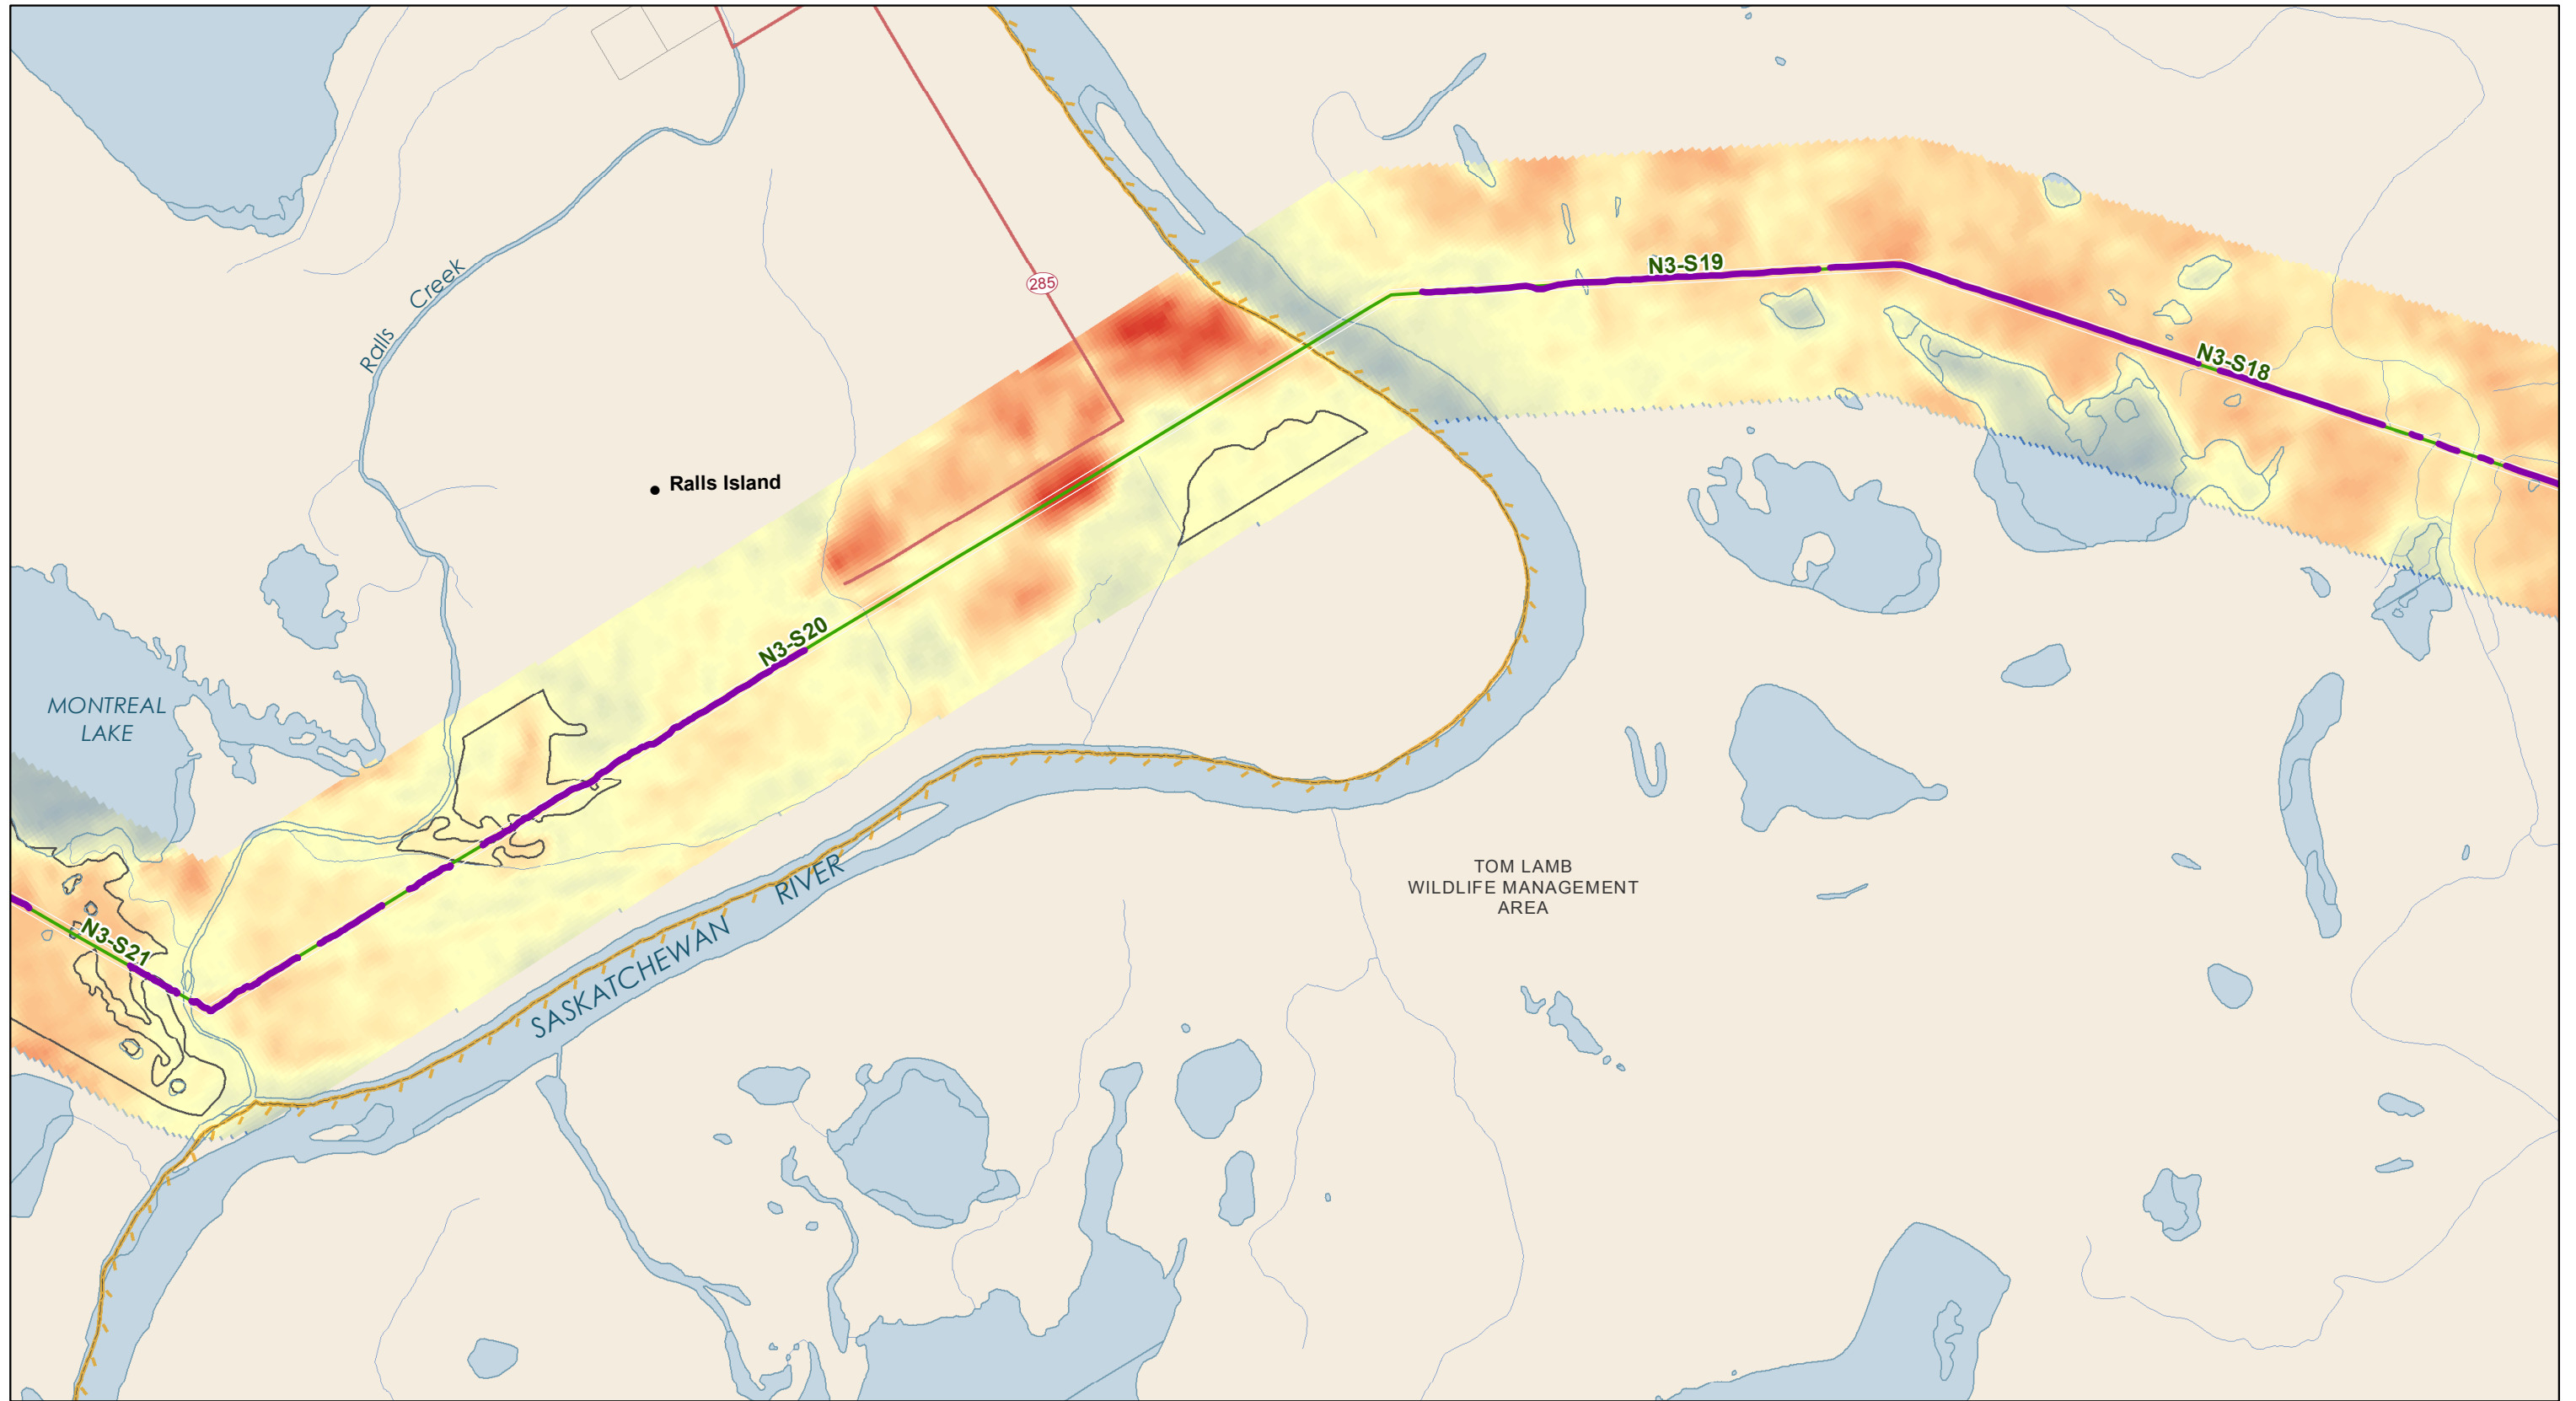 N3-S19
285
Ralls Creek
N3-S18
Ralls Island
N3-S20
MONTREAL
LAKE
TOM LAMB
WILDLIFE MANAGEMENT
AREA
N3-S21
SASKATCHEWAN RIVER